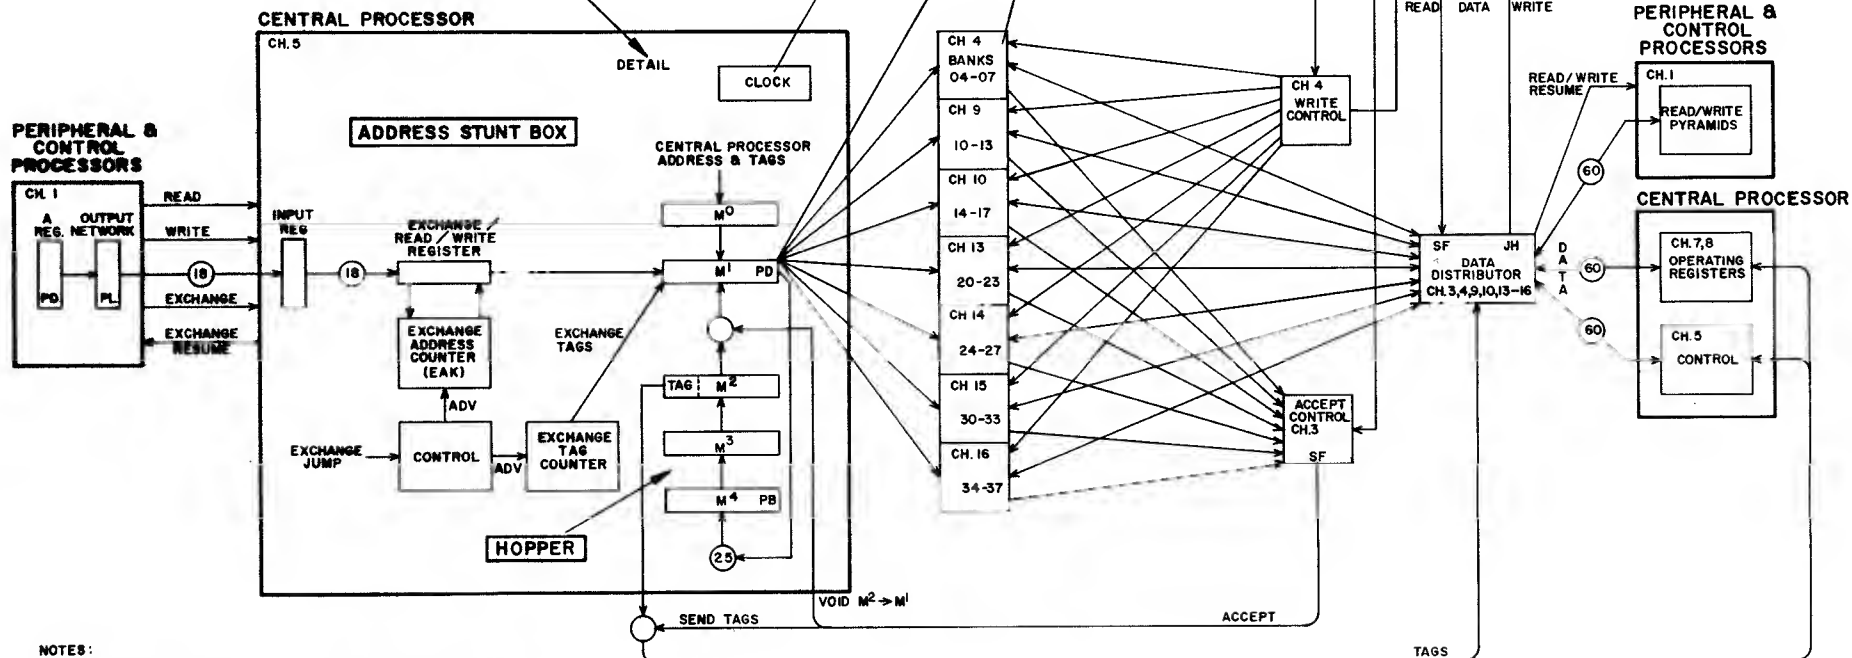 CENTRAL PROCESSOR
CH.5
DETAIL
CLOCK
ADDRESS STUNT BOX
CENTRAL PROCESSOR
ADDRESS & TAGS
PERIPHERAL &
CONTROL
PROCESSORS
CH. 1
A
REG.
OUTPUT
NETWORK
PD
PL
READ
WRITE
18
EXCHANGE
EXCHANGE
RESUME
INPUT
REG
18
EXCHANGE /
READ / WRITE
REGISTER
EXCHANGE
ADDRESS
COUNTER
(EAK)
ADV
EXCHANGE
JUMP
CONTROL
ADV
EXCHANGE
TAG
COUNTER
EXCHANGE
TAGS
M0
M1 PD
TAG M2
M3
M4 PB
25
HOPPER
VOID M2→M1
SEND TAGS
ACCEPT
TAGS
NOTES:
CH 4
BANKS
04-07
CH 9
10-13
CH 10
14-17
CH 13
20-23
CH 14
24-27
CH 15
30-33
CH. 16
34-37
CH 4
WRITE
CONTROL
ACCEPT
CONTROL
CH.3
SF
READ DATA WRITE
SF JH
DATA
DISTRIBUTOR
CH.3,4,9,10,13-16
DATA
READ/WRITE
RESUME
60
60
60
PERIPHERAL &
CONTROL
PROCESSORS
CH.1
READ/WRITE
PYRAMIDS
CENTRAL PROCESSOR
CH.7,8
OPERATING
REGISTERS
CH.5
CONTROL